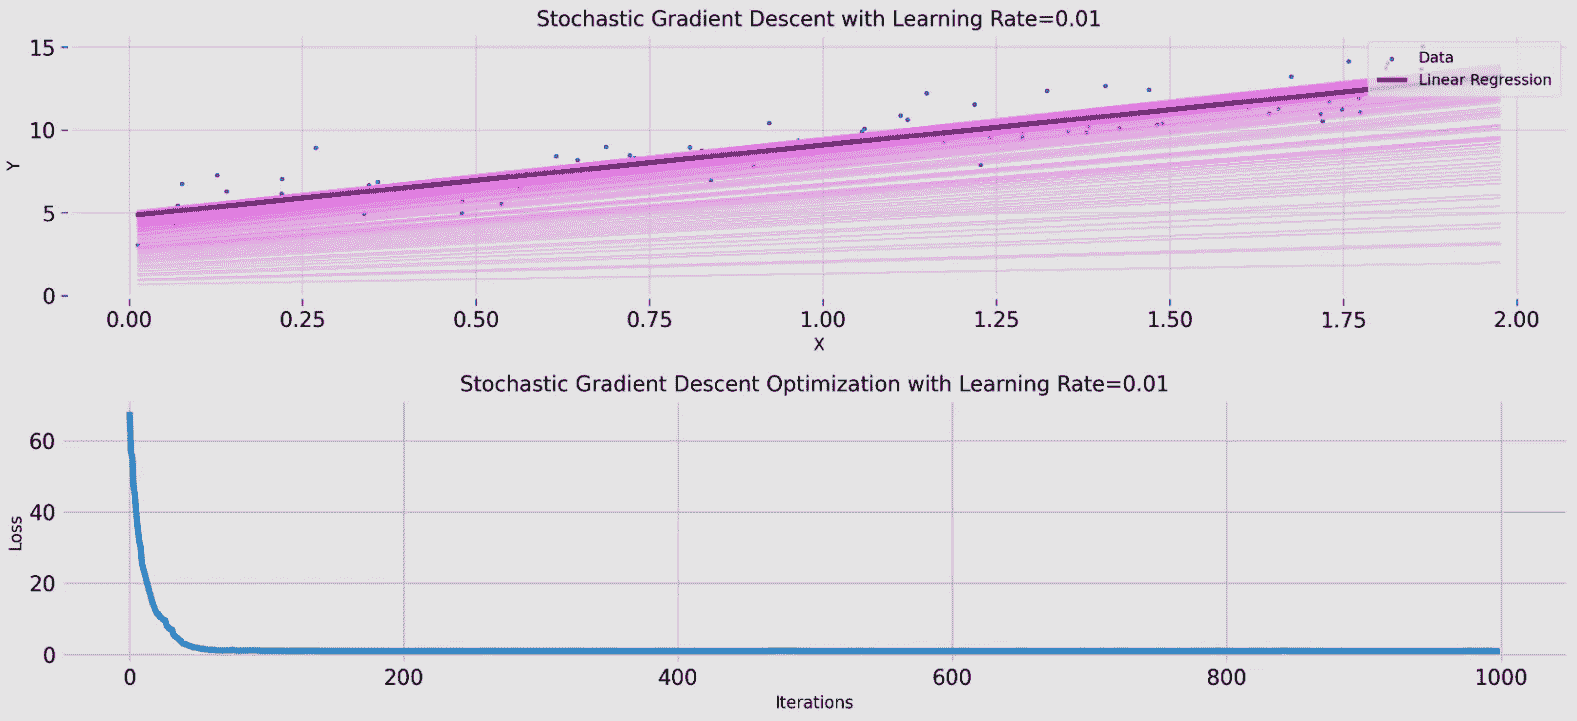 Stochastic Gradient Descent with Learning Rate=0.01
15
10
5
0
Y
Data
Linear Regression
0.00 0.25 0.50 0.75 1.00 1.25 1.50 1.75 2.00
X
Stochastic Gradient Descent Optimization with Learning Rate=0.01
60
40
20
0
Loss
0 200 400 600 800 1000
Iterations